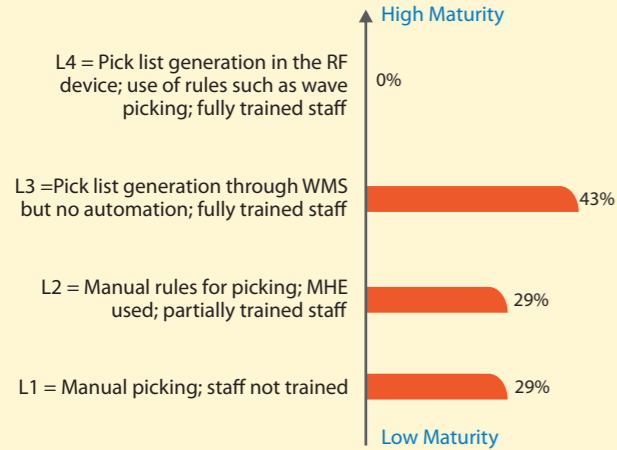 High Maturity
L4 = Pick list generation in the RF
device; use of rules such as wave
picking; fully trained staff
0%
L3 =Pick list generation through WMS
but no automation; fully trained staff
43%
L2 = Manual rules for picking; MHE
used; partially trained staff
29%
L1 = Manual picking; staff not trained
29%
Low Maturity